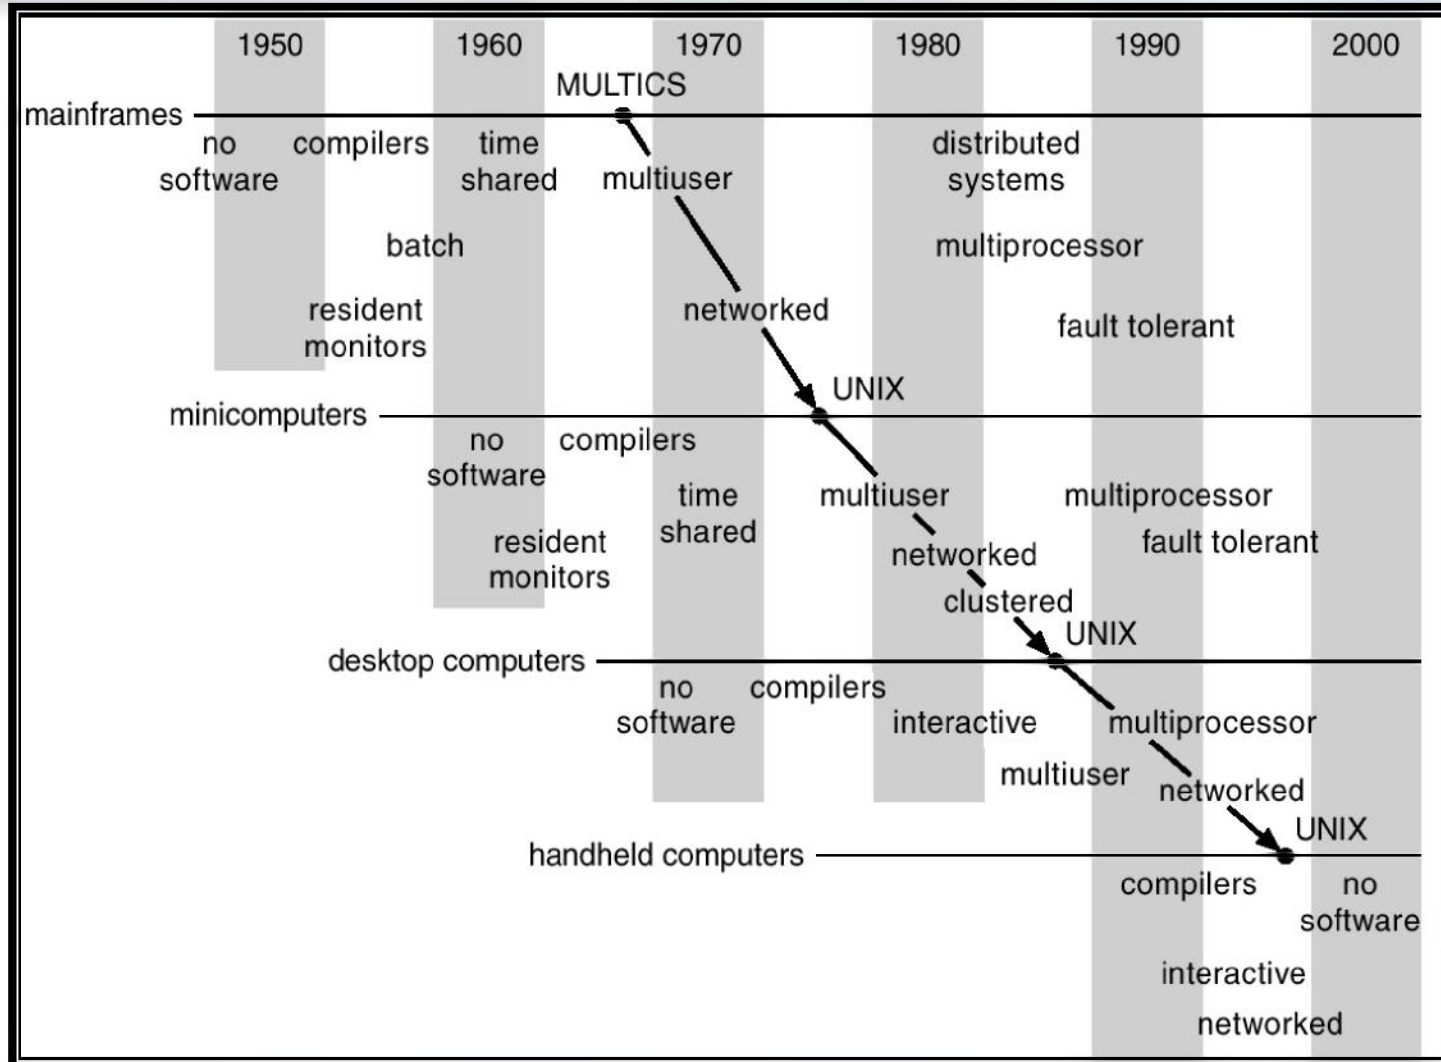 1950 1960 1970 1980 1990 2000
MULTICS
mainframes
no compilers time distributed
software shared multiuser systems
batch multiprocessor
resident networked
monitors fault tolerant
UNIX
minicomputers
no compilers
software
time multiuser multiprocessor
shared
resident fault tolerant
networked
monitors
clustered
UNIX
desktop computers
no compilers
software interactive multiprocessor
multiuser
networked
UNIX
handheld computers
compilers no
software
interactive
networked